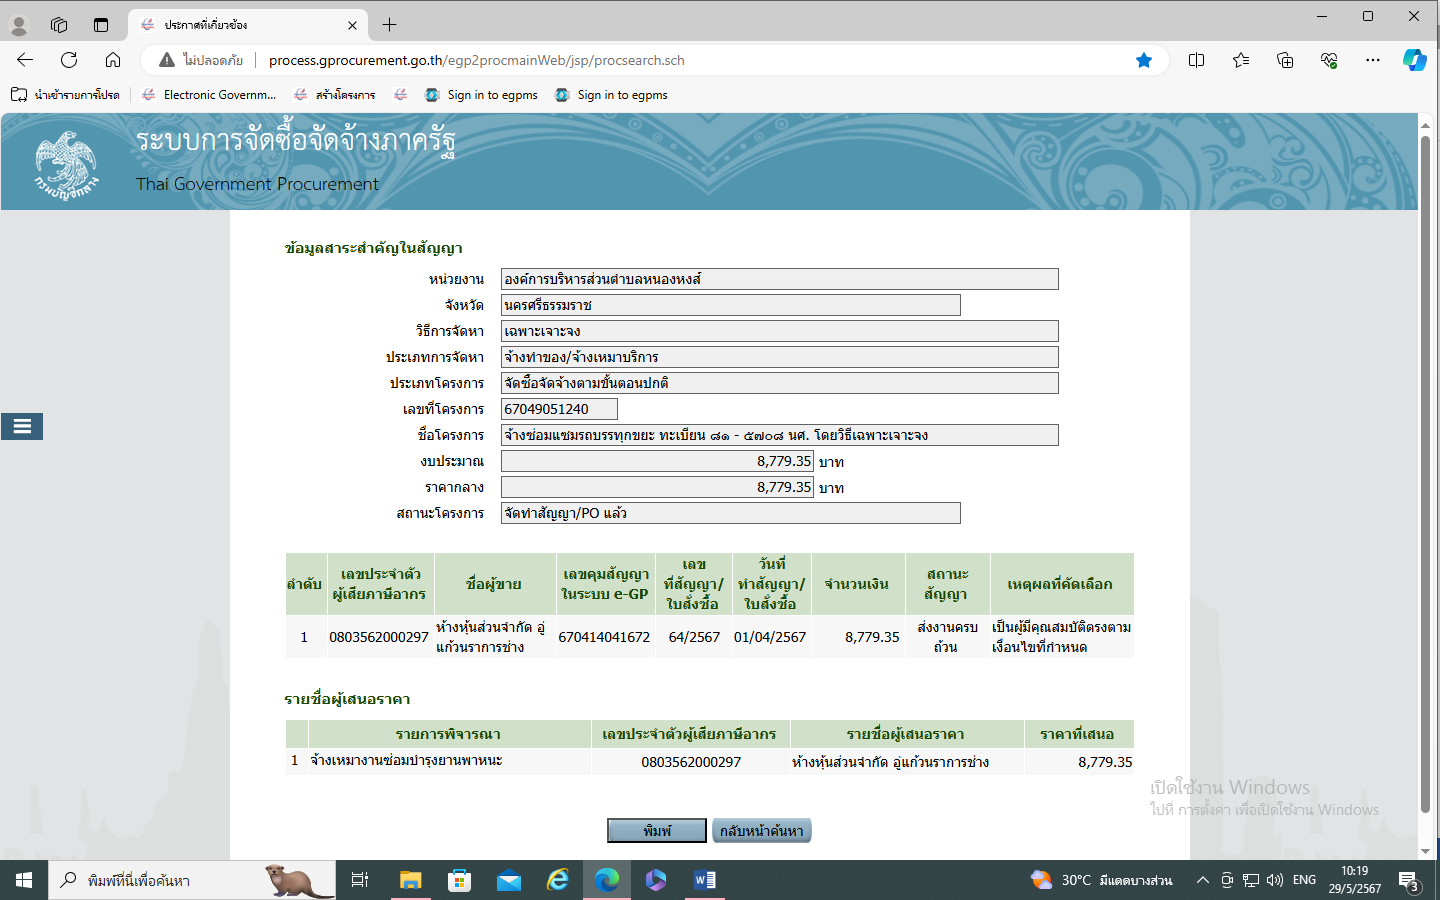 ประกาศที่เกี่ยวข้อง
ไม่ปลอดภัย process.gprocurement.go.th/egp2procmainWeb/jsp/procsearch.sch
นำเข้ารายการโปรด Electronic Governm... สร้างโครงการ Sign in to egpms Sign in to egpms
ระบบการจัดซื้อจัดจ้างภาครัฐ
Thai Government Procurement
กรมบัญชีกลาง
ข้อมูลสาระสำคัญในสัญญา
หน่วยงาน องค์การบริหารส่วนตำบลหนองหงส์
จังหวัด นครศรีธรรมราช
วิธีการจัดหา เฉพาะเจาะจง
ประเภทการจัดหา จ้างทำของ/จ้างเหมาบริการ
ประเภทโครงการ จัดซื้อจัดจ้างตามขั้นตอนปกติ
เลขที่โครงการ 67049051240
ชื่อโครงการ จ้างซ่อมแซมรถบรรทุกขยะ ทะเบียน ๘๑ - ๕๗๐๘ นศ. โดยวิธีเฉพาะเจาะจง
งบประมาณ 8,779.35 บาท
ราคากลาง 8,779.35 บาท
สถานะโครงการ จัดทำสัญญา/PO แล้ว
ลำดับ เลขประจำตัวผู้เสียภาษีอากร ชื่อผู้ขาย เลขคุมสัญญาในระบบ e-GP เลขที่สัญญา/ใบสั่งซื้อ วันที่ทำสัญญา/ใบสั่งซื้อ จำนวนเงิน สถานะสัญญา เหตุผลที่คัดเลือก
1 0803562000297 ห้างหุ้นส่วนจำกัด อู่แก้วนราการช่าง 670414041672 64/2567 01/04/2567 8,779.35 ส่งงานครบถ้วน เป็นผู้มีคุณสมบัติตรงตามเงื่อนไขที่กำหนด
รายชื่อผู้เสนอราคา
รายการพิจารณา เลขประจำตัวผู้เสียภาษีอากร รายชื่อผู้เสนอราคา ราคาที่เสนอ
1 จ้างเหมางานซ่อมบำรุงยานพาหนะ 0803562000297 ห้างหุ้นส่วนจำกัด อู่แก้วนราการช่าง 8,779.35
เปิดใช้งาน Windows
ไปที่ การตั้งค่า เพื่อเปิดใช้งาน Windows
พิมพ์ กลับหน้าค้นหา
พิมพ์ที่นี่เพื่อค้นหา 30°C มีแดดบางส่วน ENG 10:19
29/5/2567 3